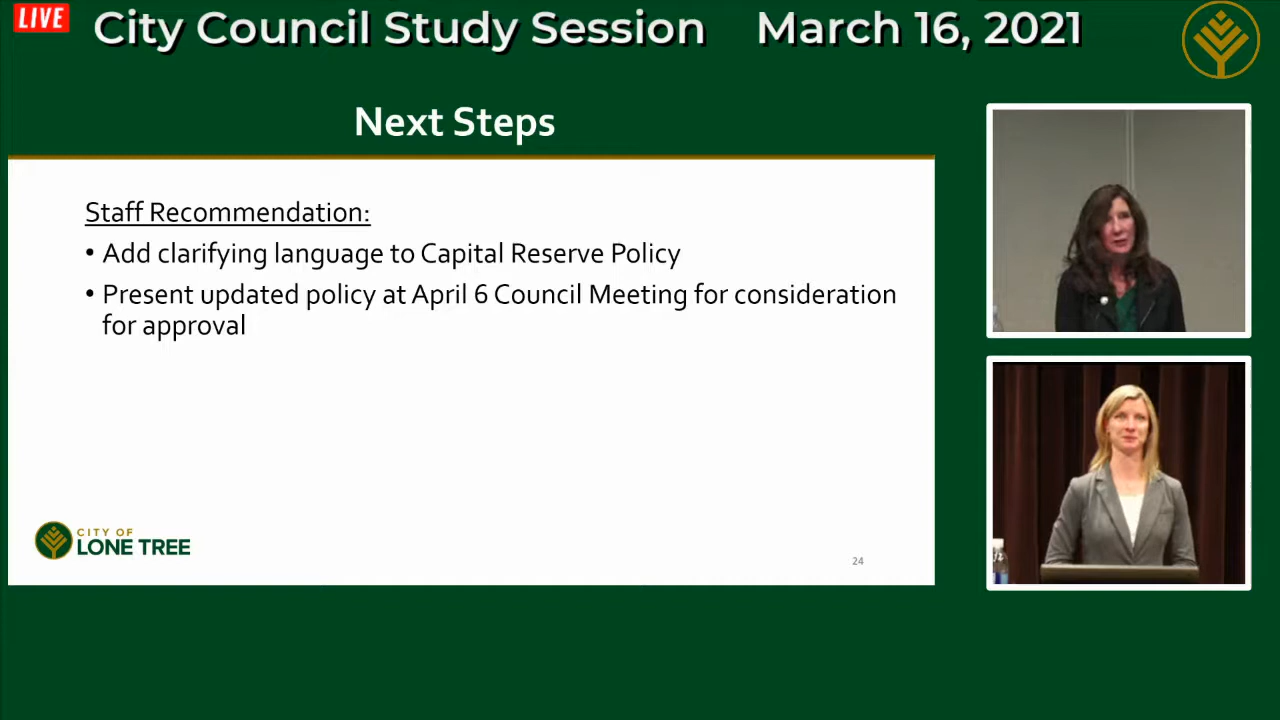 LIVE
City Council Study Session March 16, 2021
Next Steps
Staff Recommendation:
• Add clarifying language to Capital Reserve Policy
• Present updated policy at April 6 Council Meeting for consideration
for approval
CITY OF
LONE TREE
24